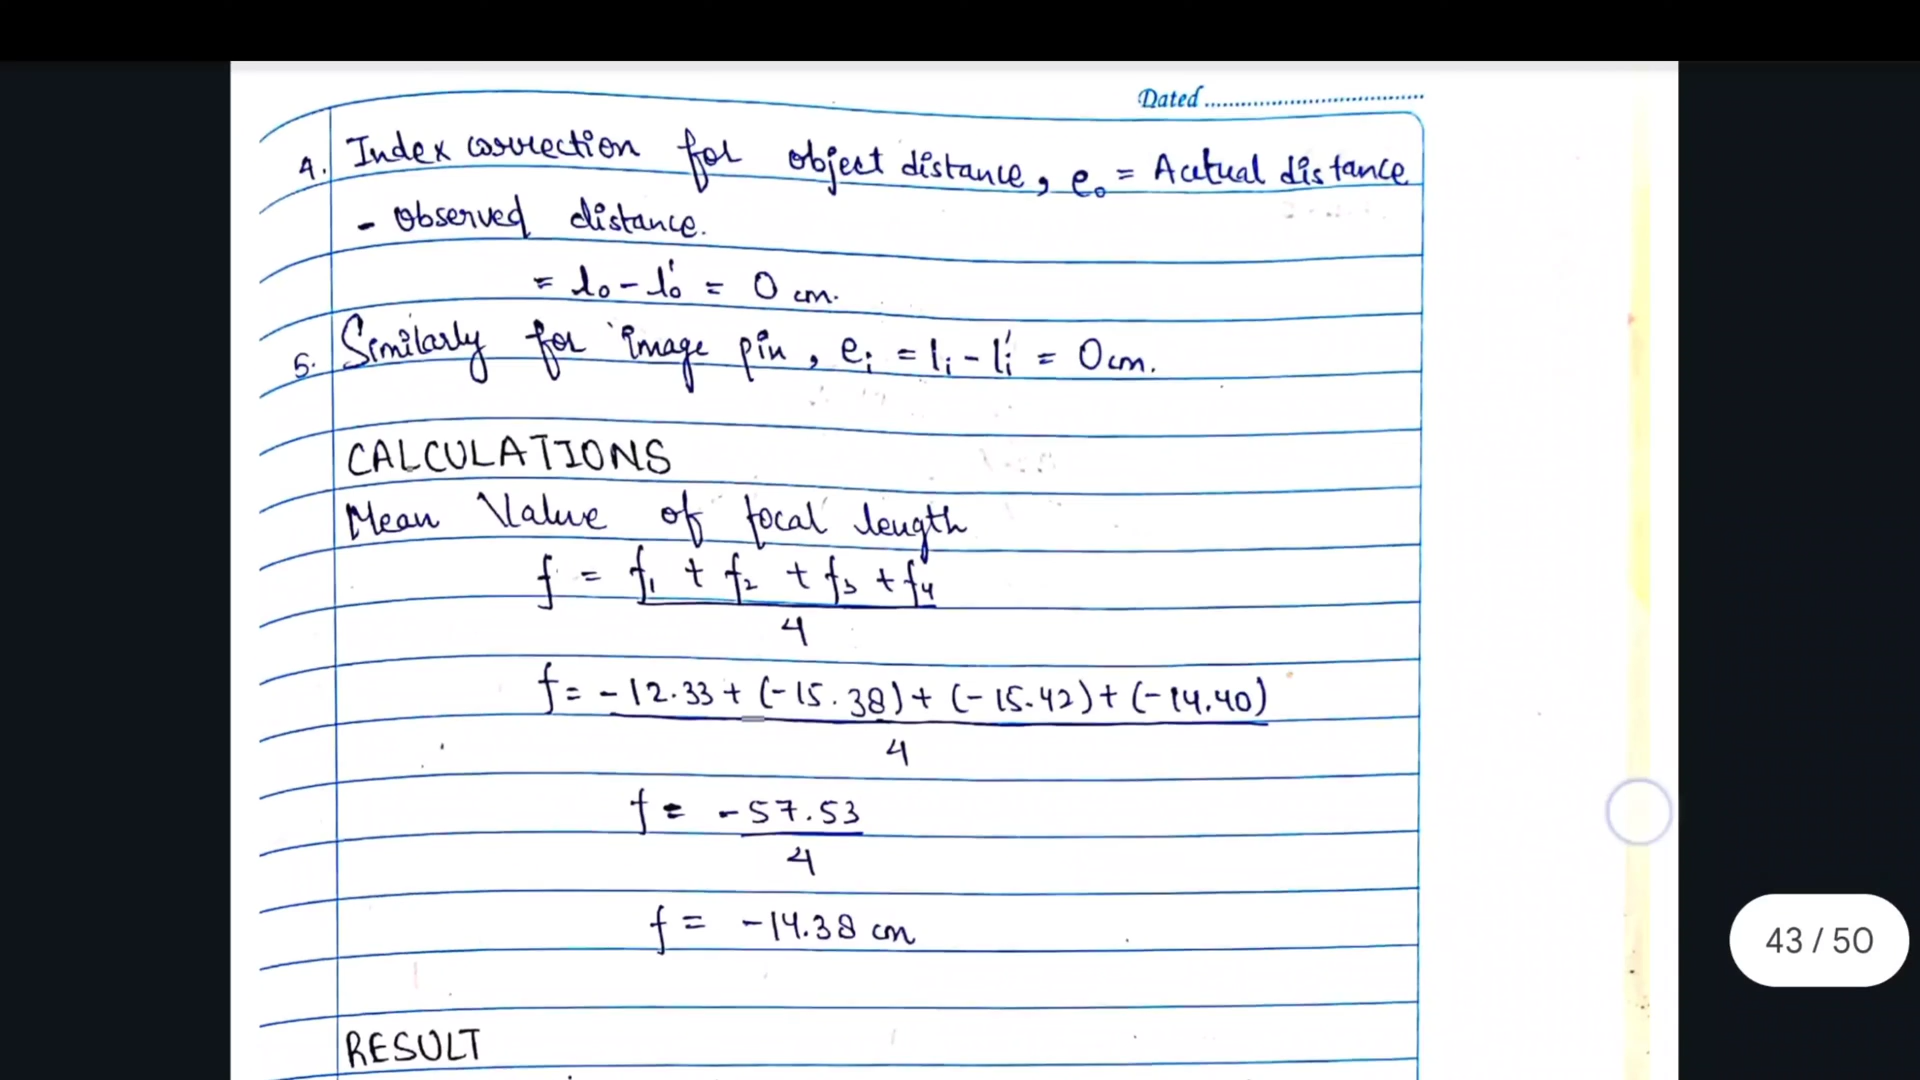 Dated
4. Index correction for object distance, e₀ = Acutual distance
- Observed distance.
= l₀ - l₀' = 0 cm.
5. Similarly for image pin, eᵢ = lᵢ - lᵢ' = 0 cm.
CALCULATIONS
Mean Value of focal length
f = f₁ + f₂ + f₃ + f₄
4
f = -12.33 + (-15.38) + (-15.42) + (-14.40)
4
f = -57.53
4
f = -14.38 cm
43 / 50
RESULT